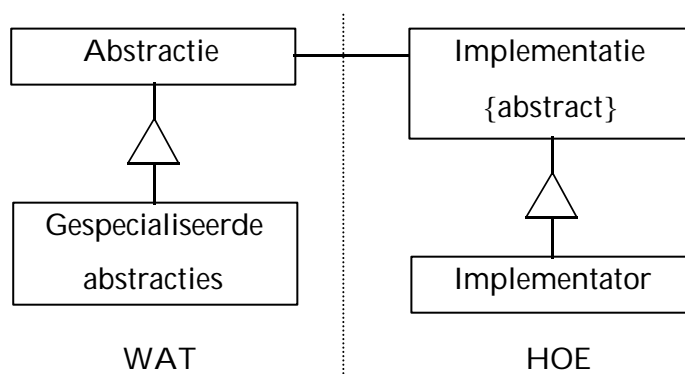 Abstractie
Implementatie
{abstract}
Gespecialiseerde
abstracties
Implementator
WAT
HOE